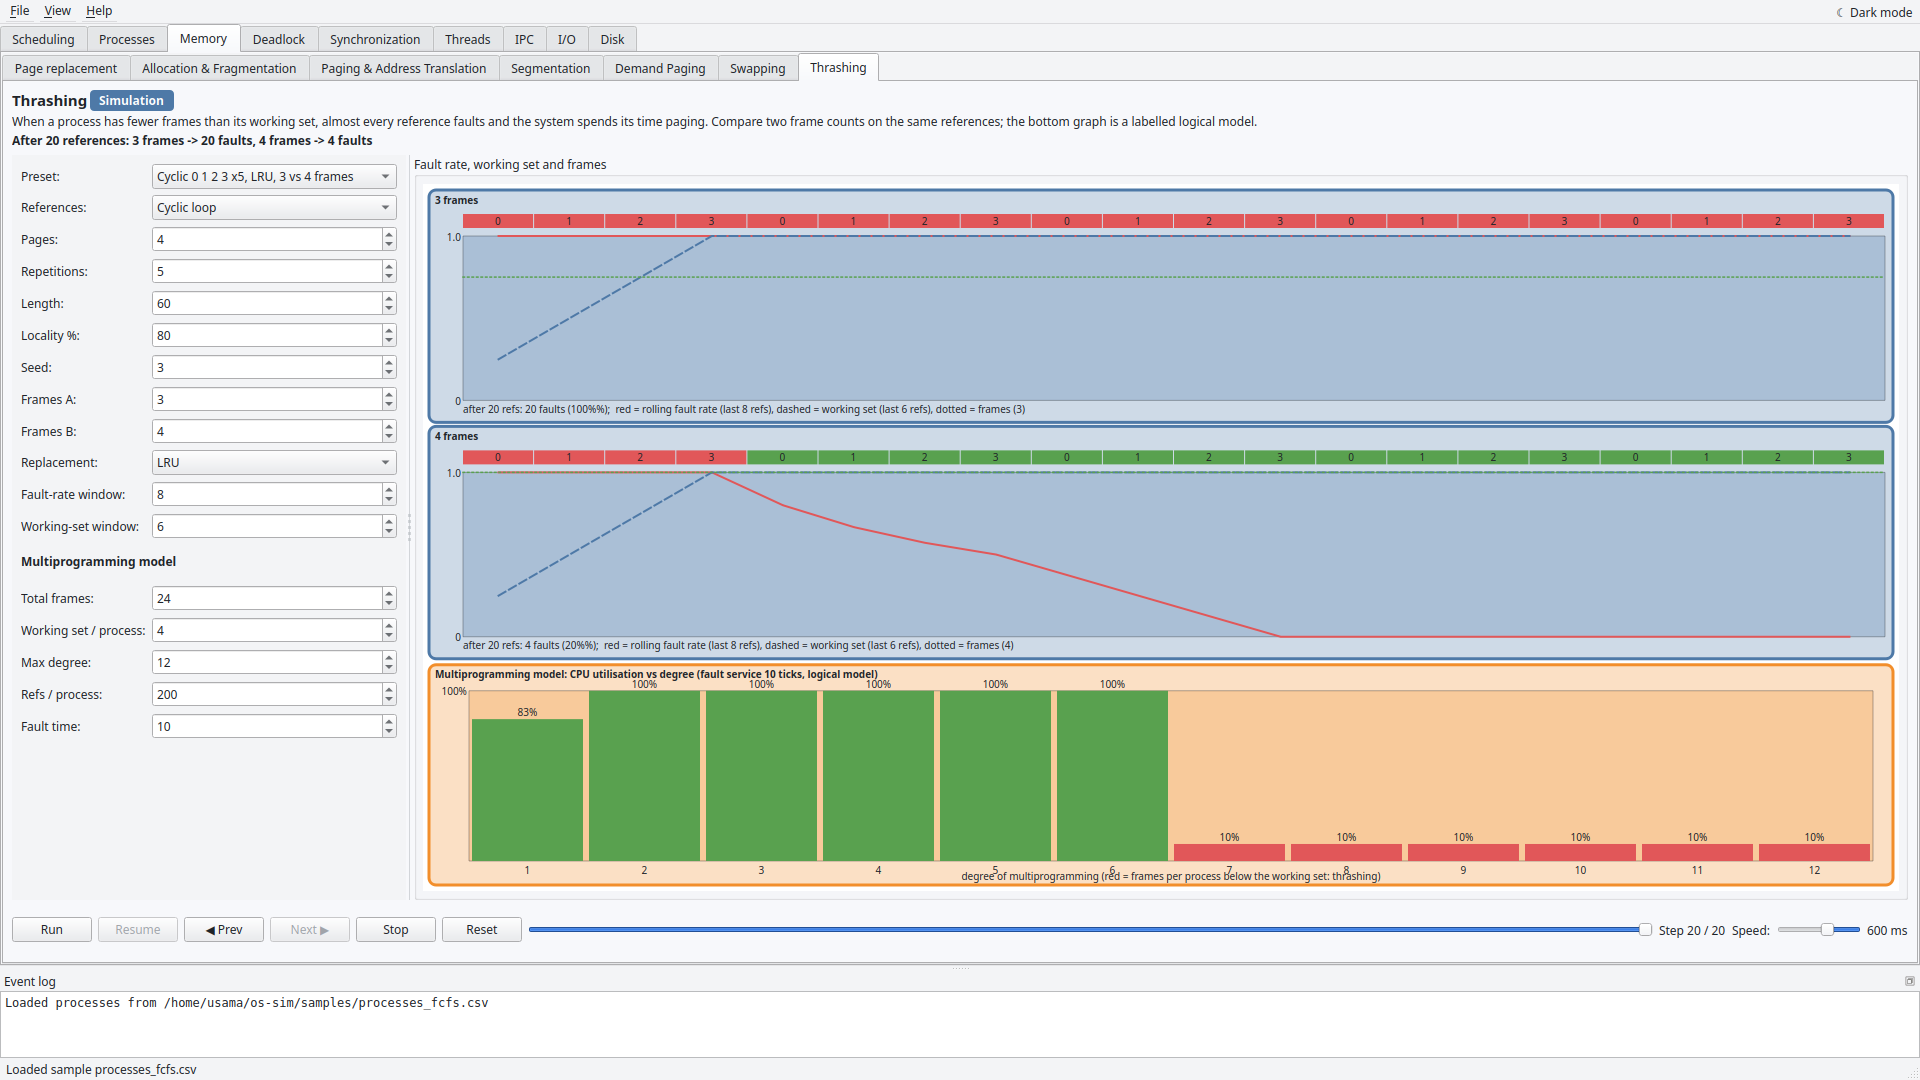 File View Help
☾ Dark mode
Scheduling Processes Memory Deadlock Synchronization Threads IPC I/O Disk
Page replacement Allocation & Fragmentation Paging & Address Translation Segmentation Demand Paging Swapping Thrashing
Thrashing Simulation
When a process has fewer frames than its working set, almost every reference faults and the system spends its time paging. Compare two frame counts on the same references; the bottom graph is a labelled logical model.
After 20 references: 3 frames -> 20 faults, 4 frames -> 4 faults
Preset: Cyclic 0 1 2 3 x5, LRU, 3 vs 4 frames
References: Cyclic loop
Pages: 4
Repetitions: 5
Length: 60
Locality %: 80
Seed: 3
Frames A: 3
Frames B: 4
Replacement: LRU
Fault-rate window: 8
Working-set window: 6
Multiprogramming model
Total frames: 24
Working set / process: 4
Max degree: 12
Refs / process: 200
Fault time: 10
Fault rate, working set and frames
3 frames
0 1 2 3 0 1 2 3 0 1 2 3 0 1 2 3 0 1 2 3
1.0
0
after 20 refs: 20 faults (100%%); red = rolling fault rate (last 8 refs), dashed = working set (last 6 refs), dotted = frames (3)
4 frames
0 1 2 3 0 1 2 3 0 1 2 3 0 1 2 3 0 1 2 3
1.0
0
after 20 refs: 4 faults (20%%); red = rolling fault rate (last 8 refs), dashed = working set (last 6 refs), dotted = frames (4)
Multiprogramming model: CPU utilisation vs degree (fault service 10 ticks, logical model)
100%
83% 100% 100% 100% 100% 100% 10% 10% 10% 10% 10% 10%
1 2 3 4 5 6 7 8 9 10 11 12
degree of multiprogramming (red = frames per process below the working set: thrashing)
Run Resume ◀ Prev Next ▶ Stop Reset Step 20 / 20 Speed: 600 ms
Event log
Loaded processes from /home/usama/os-sim/samples/processes_fcfs.csv
Loaded sample processes_fcfs.csv